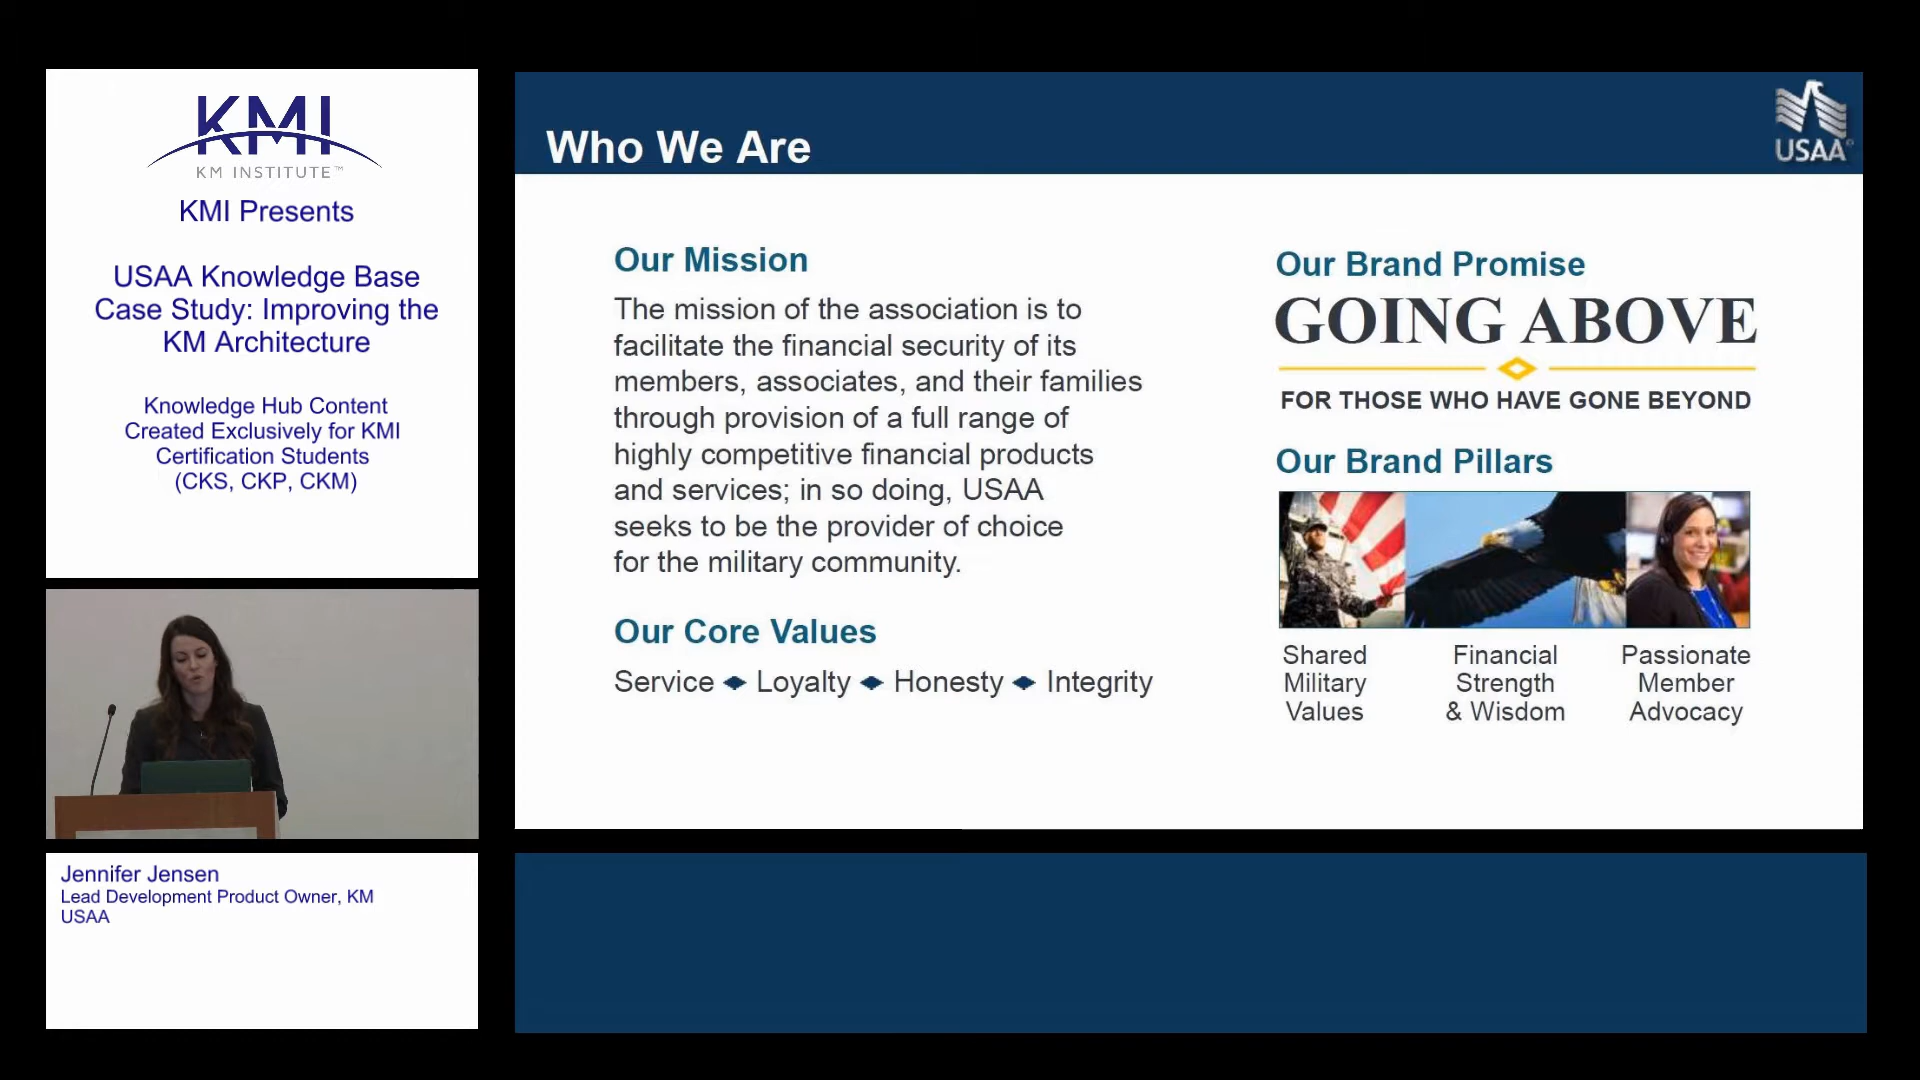 KMI
KM INSTITUTE™
KMI Presents
USAA Knowledge Base
Case Study: Improving the
KM Architecture
Knowledge Hub Content
Created Exclusively for KMI
Certification Students
(CKS, CKP, CKM)
Jennifer Jensen
Lead Development Product Owner, KM
USAA
Who We Are
USAA®
Our Mission
The mission of the association is to
facilitate the financial security of its
members, associates, and their families
through provision of a full range of
highly competitive financial products
and services; in so doing, USAA
seeks to be the provider of choice
for the military community.
Our Core Values
Service ◆ Loyalty ◆ Honesty ◆ Integrity
Our Brand Promise
GOING ABOVE
FOR THOSE WHO HAVE GONE BEYOND
Our Brand Pillars
Shared
Military
Values
Financial
Strength
& Wisdom
Passionate
Member
Advocacy